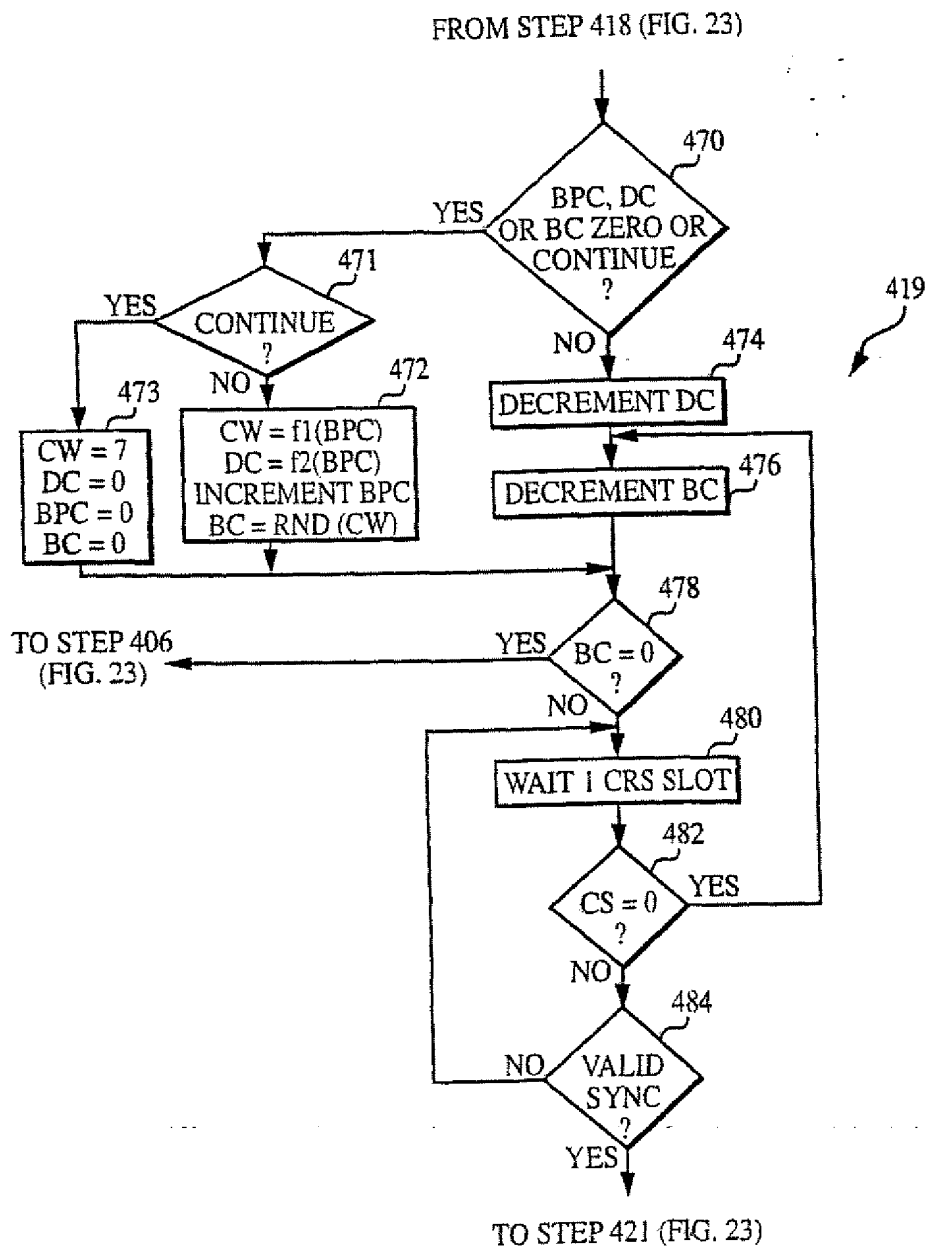 FROM STEP 418 (FIG. 23)
470
BPC, DC
OR BC ZERO OR
CONTINUE
?
YES
NO
471
CONTINUE
?
YES
NO
419
473
CW = 7
DC = 0
BPC = 0
BC = 0
472
CW = f1(BPC)
DC = f2(BPC)
INCREMENT BPC
BC = RND (CW)
474
DECREMENT DC
476
DECREMENT BC
478
BC = 0
?
YES
NO
TO STEP 406
(FIG. 23)
480
WAIT 1 CRS SLOT
482
CS = 0
?
YES
NO
484
VALID
SYNC
?
NO
YES
TO STEP 421 (FIG. 23)